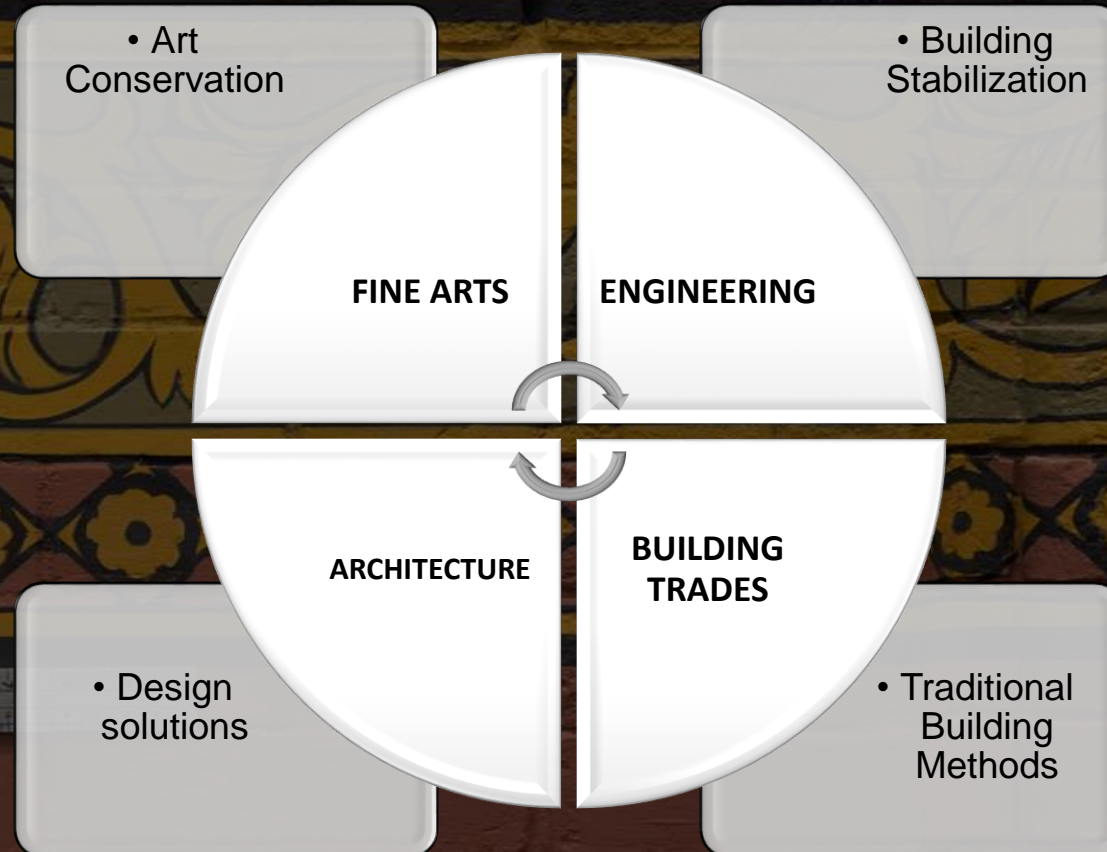 • Art
Conservation
• Building
Stabilization
FINE ARTS
ENGINEERING
ARCHITECTURE
BUILDING
TRADES
• Design
solutions
• Traditional
Building
Methods